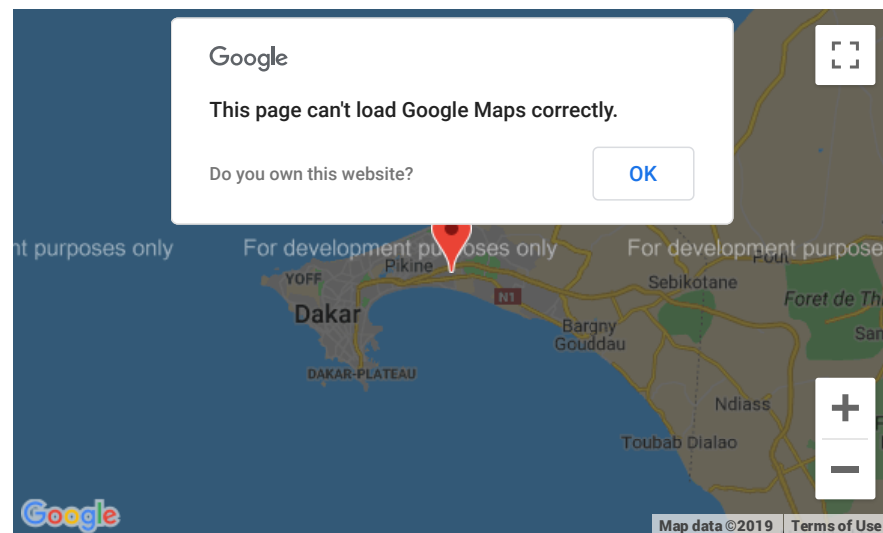 Google
This page can't load Google Maps correctly.
Do you own this website?
OK
nt purposes only
For development purposes only
For development purpose
Pout
YOFF
Pikine
Sebikotane
Foret de Th
N1
Dakar
Bargny
Gouddau
San
DAKAR-PLATEAU
Ndiass
Toubab Dialao
Google
Map data ©2019
Terms of Use